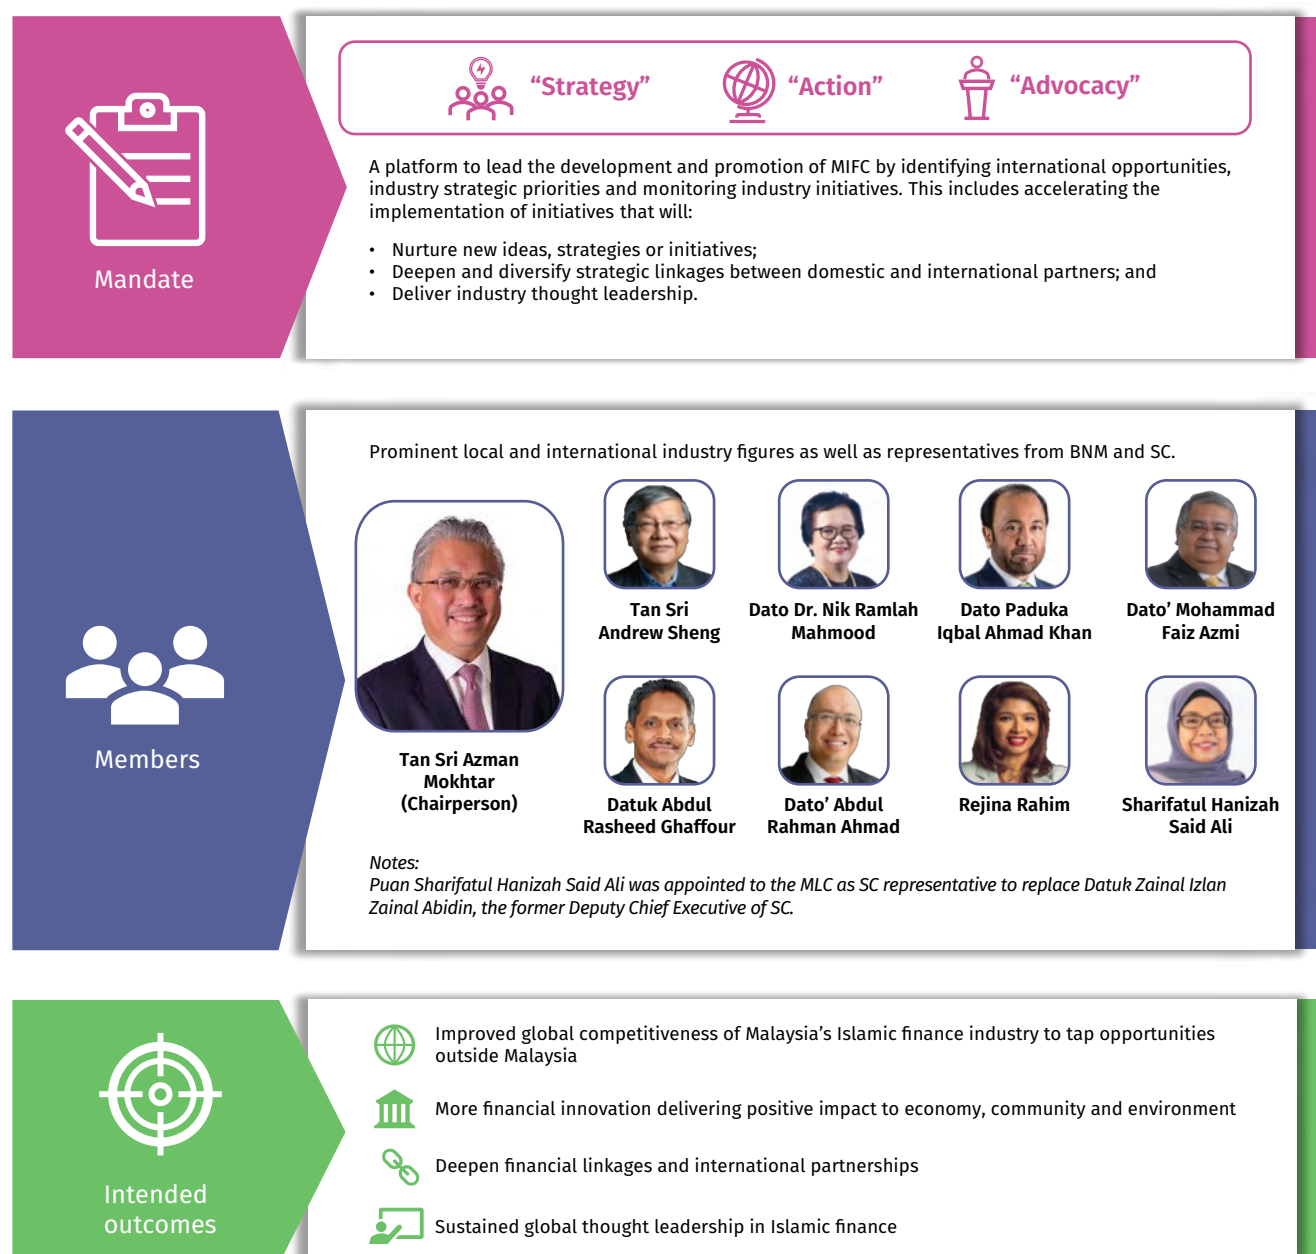 Mandate
“Strategy”
“Action”
“Advocacy”
A platform to lead the development and promotion of MIFC by identifying international opportunities,
industry strategic priorities and monitoring industry initiatives. This includes accelerating the
implementation of initiatives that will:
• Nurture new ideas, strategies or initiatives;
• Deepen and diversify strategic linkages between domestic and international partners; and
• Deliver industry thought leadership.
Members
Prominent local and international industry figures as well as representatives from BNM and SC.
Tan Sri Azman
Mokhtar
(Chairperson)
Tan Sri
Andrew Sheng
Dato Dr. Nik Ramlah
Mahmood
Dato Paduka
Iqbal Ahmad Khan
Dato’ Mohammad
Faiz Azmi
Datuk Abdul
Rasheed Ghaffour
Dato’ Abdul
Rahman Ahmad
Rejina Rahim
Sharifatul Hanizah
Said Ali
Notes:
Puan Sharifatul Hanizah Said Ali was appointed to the MLC as SC representative to replace Datuk Zainal Izlan
Zainal Abidin, the former Deputy Chief Executive of SC.
Intended
outcomes
Improved global competitiveness of Malaysia’s Islamic finance industry to tap opportunities
outside Malaysia
More financial innovation delivering positive impact to economy, community and environment
Deepen financial linkages and international partnerships
Sustained global thought leadership in Islamic finance